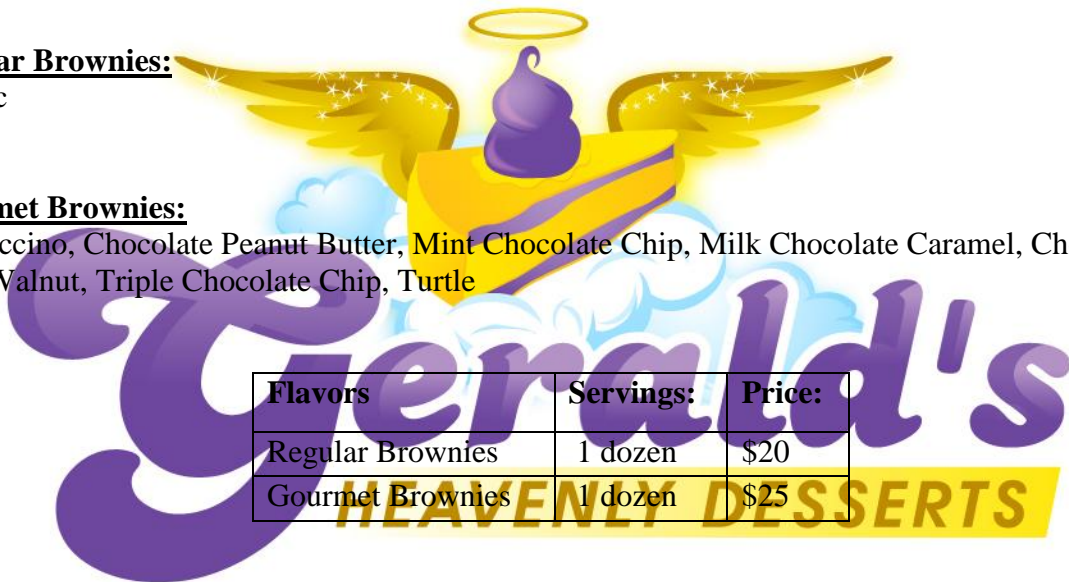 ar Brownies:
c
met Brownies:
ccino, Chocolate Peanut Butter, Mint Chocolate Chip, Milk Chocolate Caramel, Ch
Walnut, Triple Chocolate Chip, Turtle
Gerald's
HEAVENLY DESSERTS
Flavors Servings: Price:
Regular Brownies 1 dozen $20
Gourmet Brownies 1 dozen $25